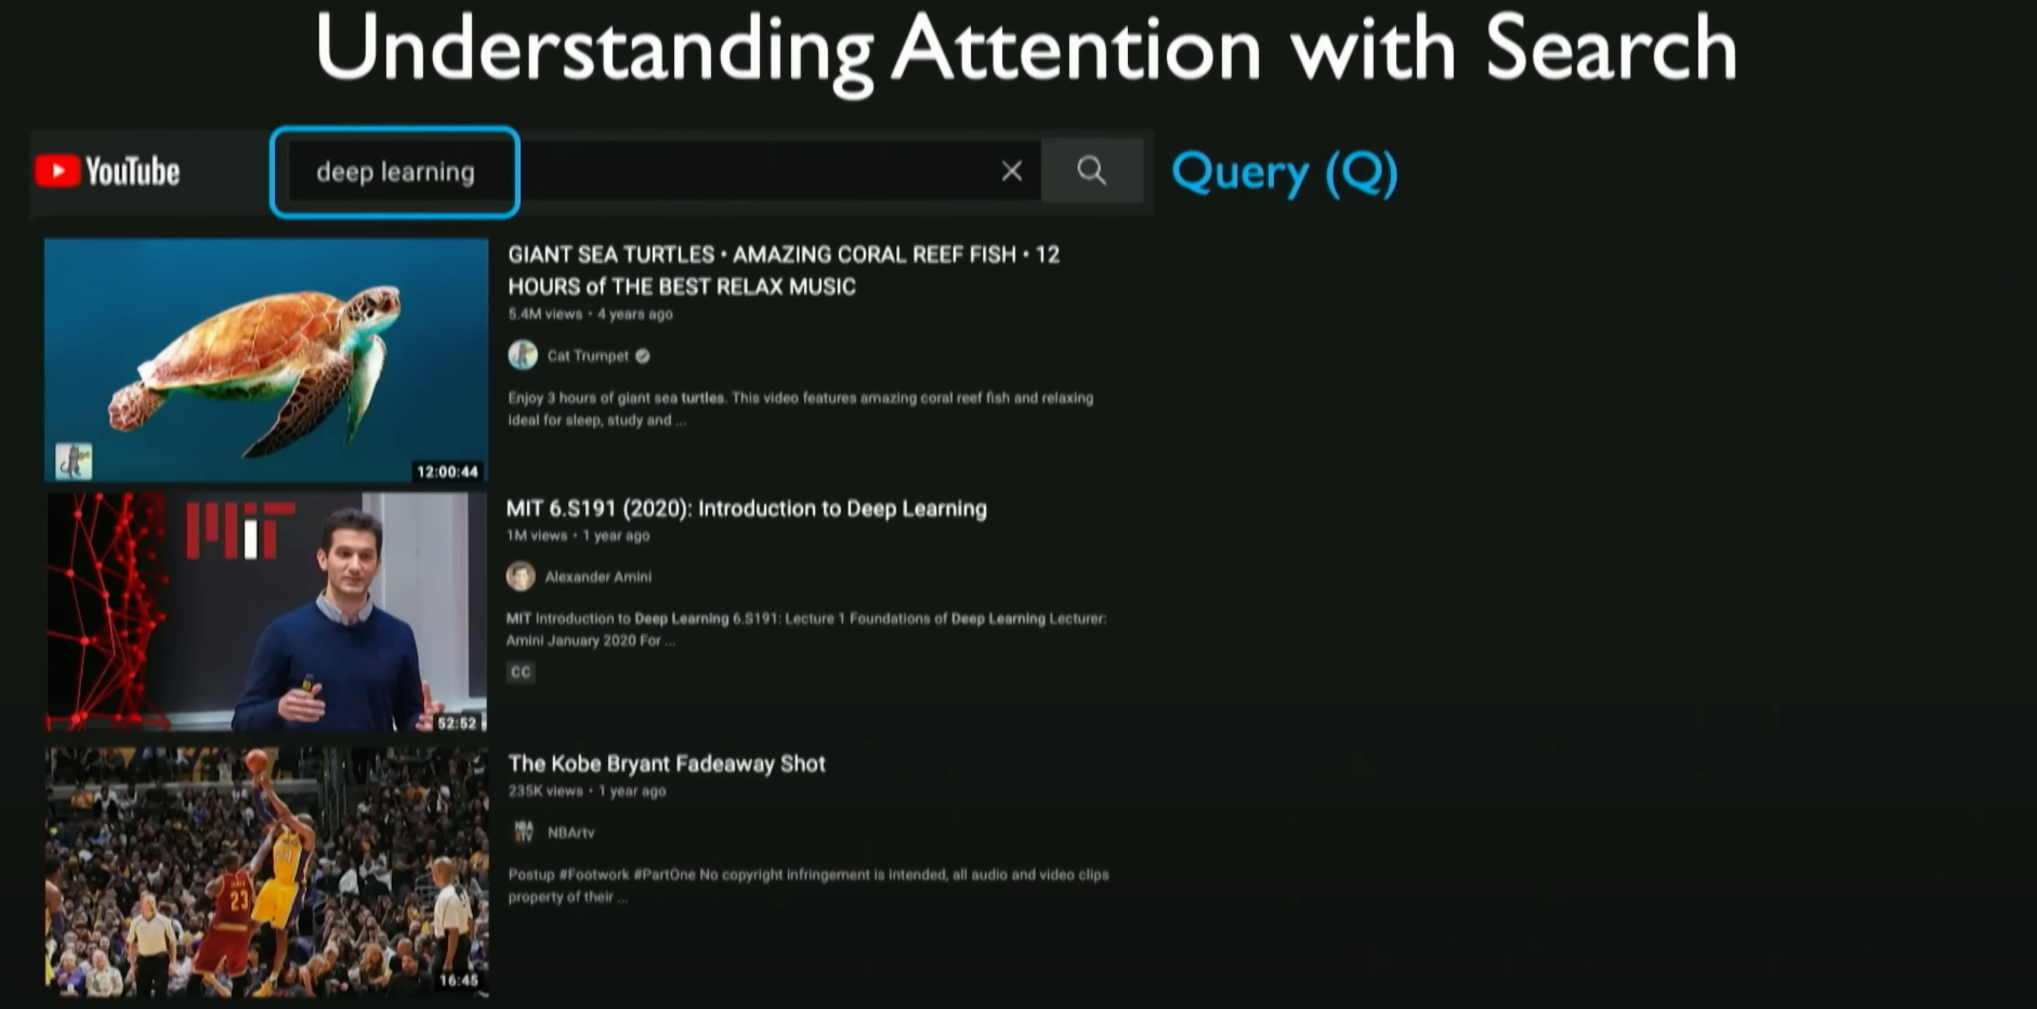 Understanding Attention with Search
YouTube
deep learning
Query (Q)
GIANT SEA TURTLES • AMAZING CORAL REEF FISH • 12
HOURS of THE BEST RELAX MUSIC
5.4M views • 4 years ago
Cat Trumpet
Enjoy 3 hours of giant sea turtles. This video features amazing coral reef fish and relaxing
ideal for sleep, study and ...
12:00:44
MIT
MIT 6.S191 (2020): Introduction to Deep Learning
1M views • 1 year ago
Alexander Amini
MIT Introduction to Deep Learning 6.S191: Lecture 1 Foundations of Deep Learning Lecturer:
Amini January 2020 For ...
CC
52:52
The Kobe Bryant Fadeaway Shot
235K views • 1 year ago
NBArtv
Postup #Footwork #PartOne No copyright infringement is intended, all audio and video clips
property of their ...
23
24
16:45